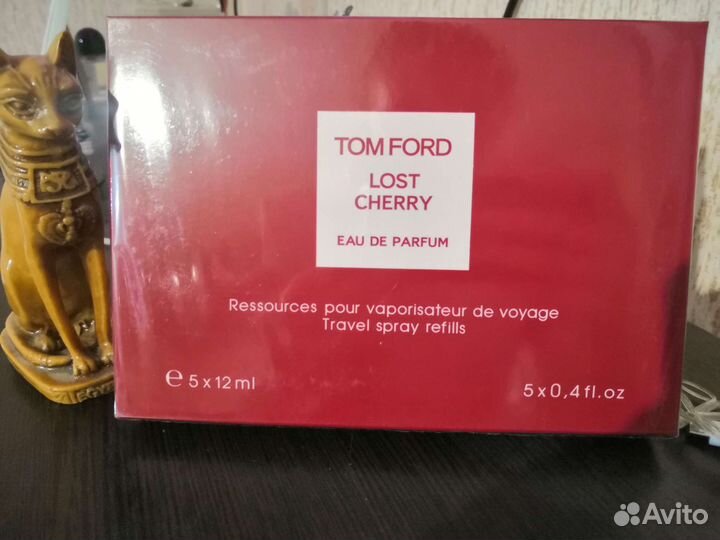 TOM FORD
LOST
CHERRY
EAU DE PARFUM
Ressources pour vaporisateur de voyage
Travel spray refills
e 5 x 12 ml
5 x 0,4 fl.oz
Avito